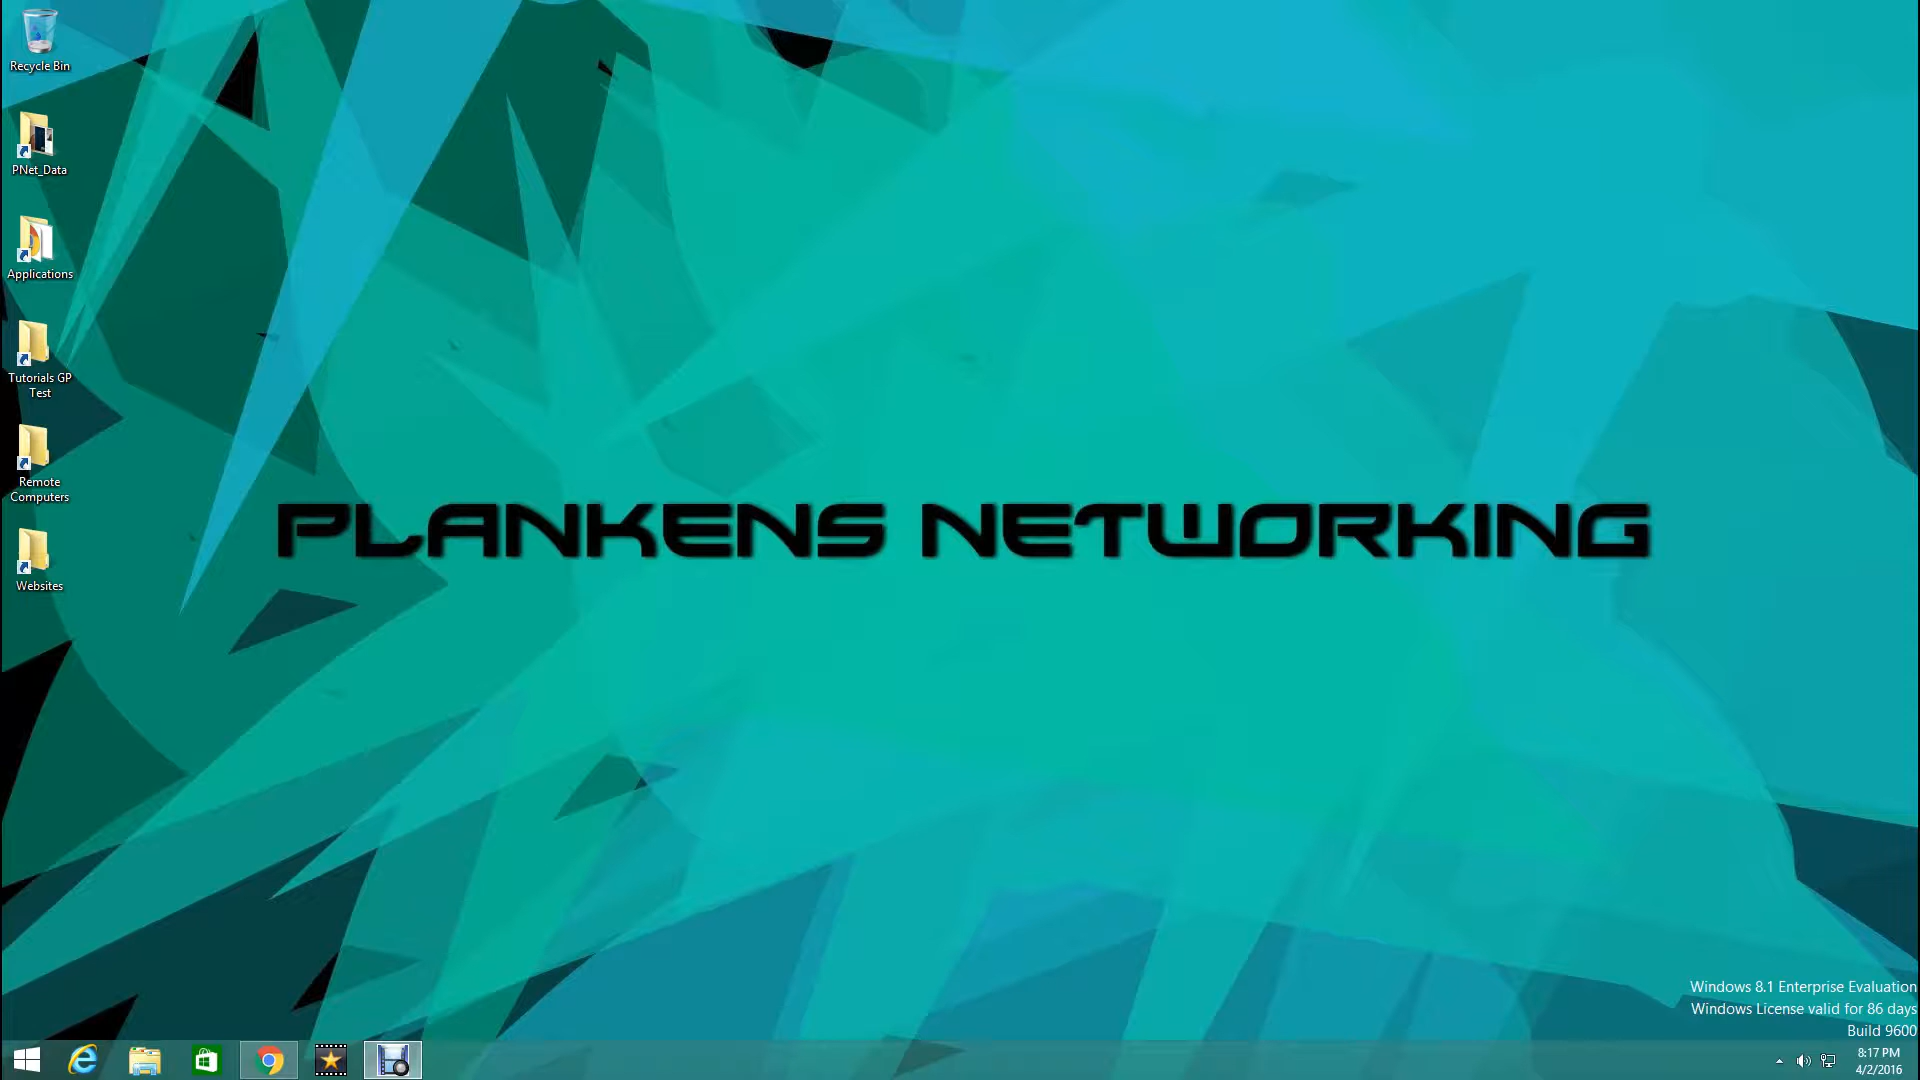 Recycle Bin
PNet_Data
Applications
Tutorials GP
Test
Remote
Computers
Websites
PLANKENS NETWORKING
Windows 8.1 Enterprise Evaluation
Windows License valid for 86 days
Build 9600
8:17 PM
4/2/2016